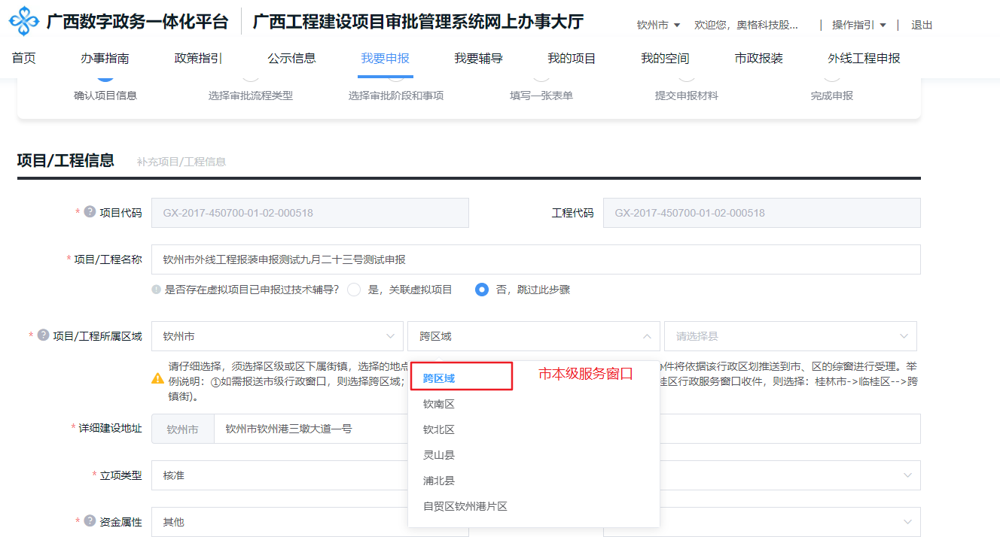 广西数字政务一体化平台
广西工程建设项目审批管理系统网上办事大厅
钦州市 欢迎您，奥格科技股... | 操作指引 | 退出
首页 办事指南 政策指引 公示信息 我要申报 我要辅导 我的项目 我的空间 市政报装 外线工程申报
确认项目信息 选择审批流程类型 选择审批阶段和事项 填写一张表单 提交申报材料 完成申报
项目/工程信息 补充项目/工程信息
* ? 项目代码 GX-2017-450700-01-02-000518 工程代码 GX-2017-450700-01-02-000518
* 项目/工程名称 钦州市外线工程报装申报测试九月二十三号测试申报
是否存在虚拟项目已申报过技术辅导? 是，关联虚拟项目 否，跳过此步骤
* ? 项目/工程所属区域 钦州市 跨区域 请选择县
请仔细选择，须选择区级或区下属街镇，选择的地点
件将依据该行政区划推送到市、区的综窗进行受理。举
例说明：①如需报送市级行政窗口，则选择跨区域；
桂区行政服务窗口收件，则选择：桂林市->临桂区-->跨
镇街)。
跨区域
市本级服务窗口
钦南区
钦北区
灵山县
浦北县
自贸区钦州港片区
* 详细建设地址 钦州市 钦州市钦州港三墩大道一号
* 立项类型 核准
* ? 资金属性 其他